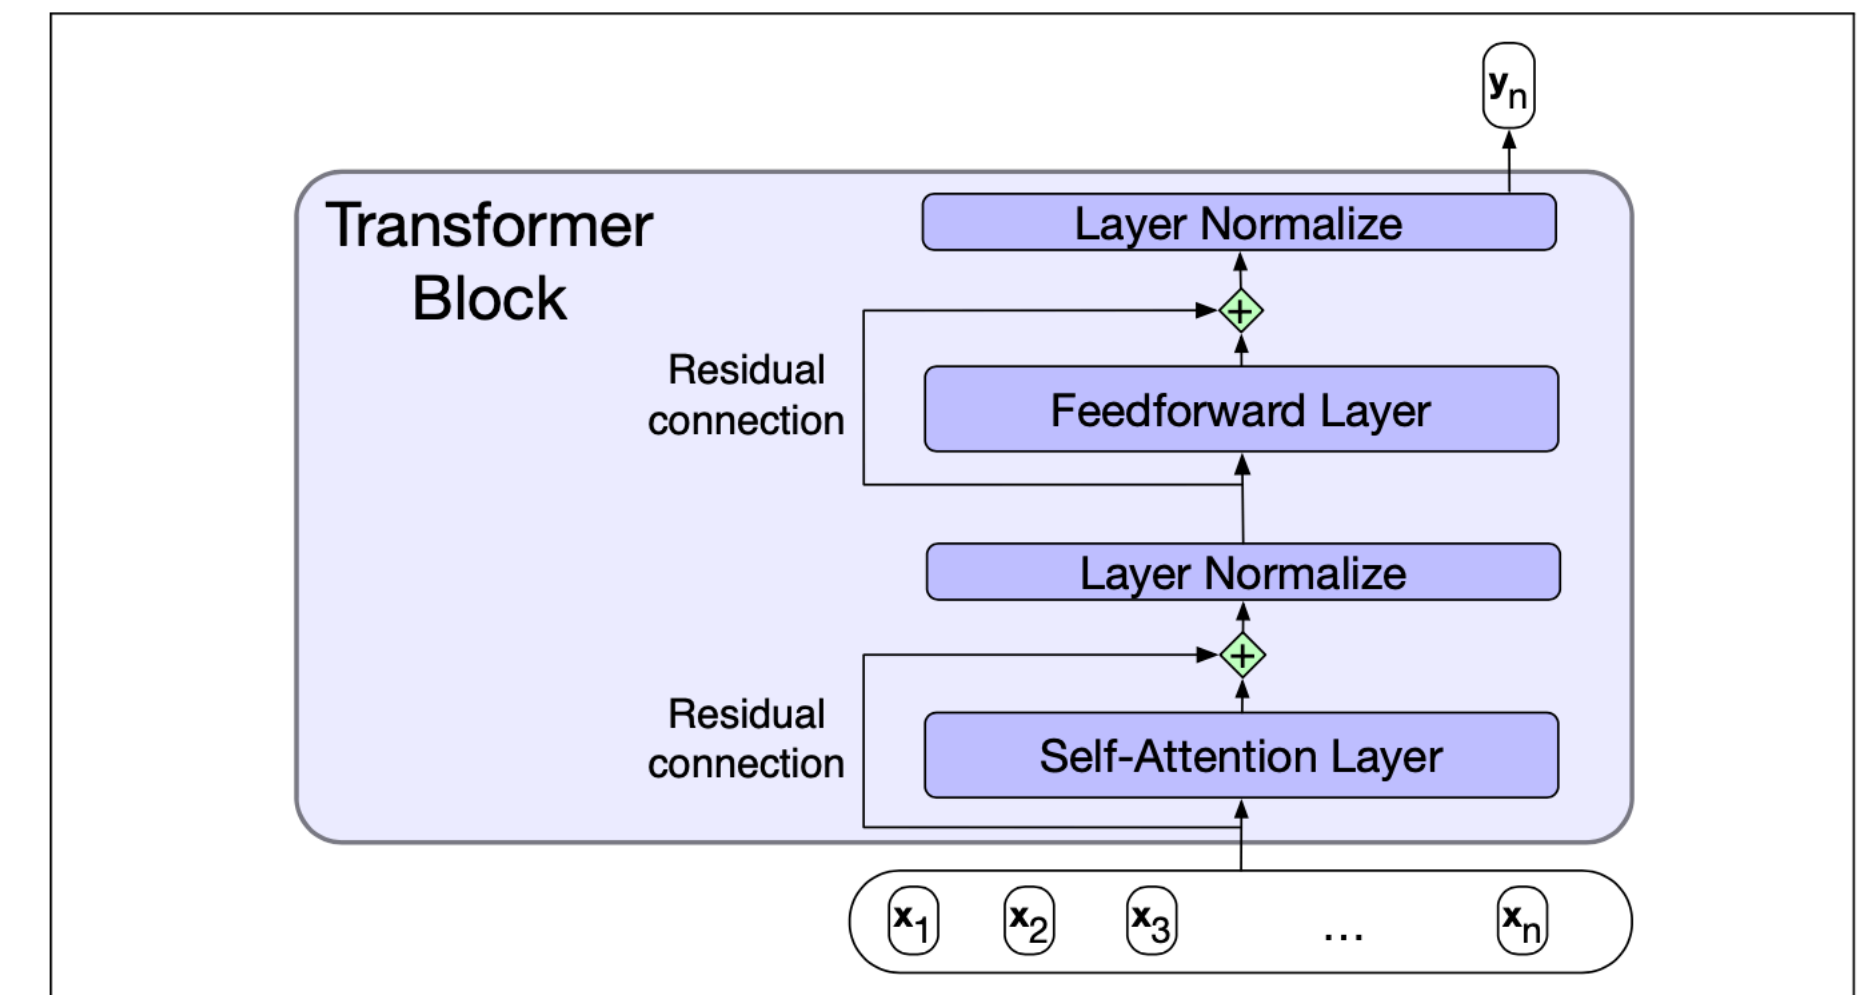 yn
Transformer
Block
Layer Normalize
+
Residual
connection
Feedforward Layer
Layer Normalize
+
Residual
connection
Self-Attention Layer
x1 x2 x3 ... xn